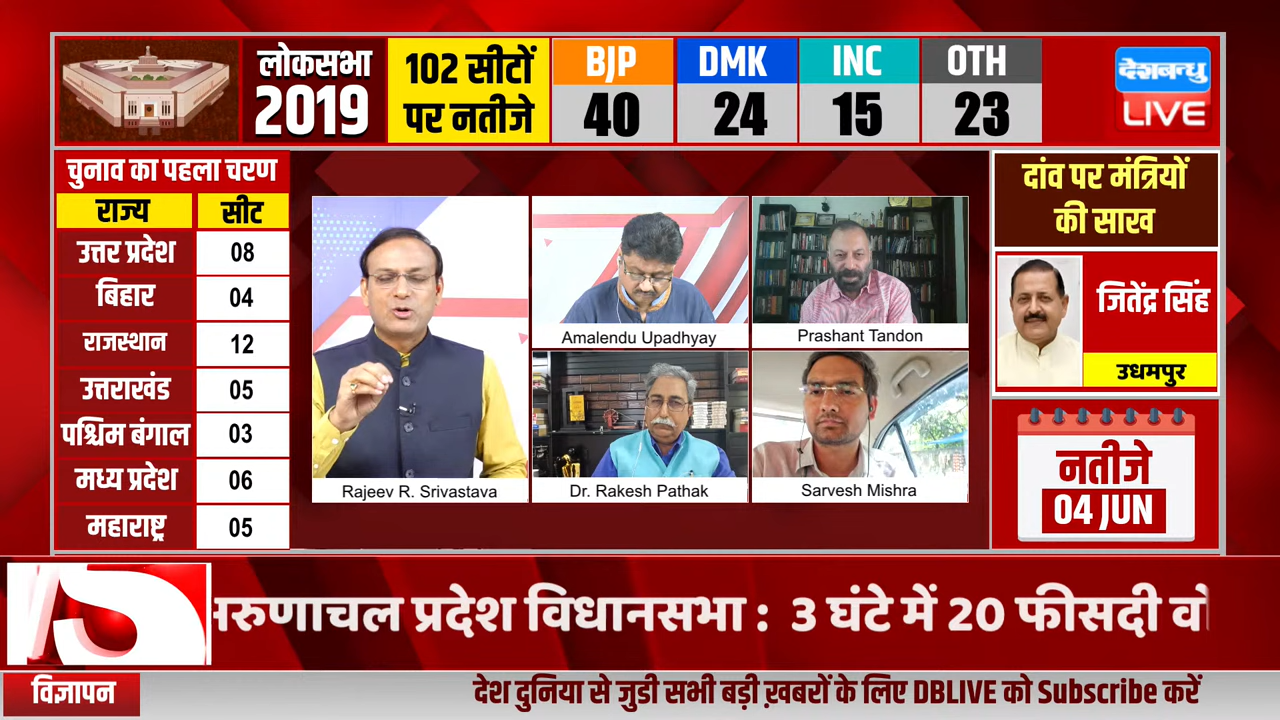 लोकसभा
2019
102 सीटों
पर नतीजे
BJP
40
DMK
24
INC
15
OTH
23
देशबन्धु
LIVE
चुनाव का पहला चरण
राज्य सीट
उत्तर प्रदेश 08
बिहार 04
राजस्थान 12
उत्तराखंड 05
पश्चिम बंगाल 03
मध्य प्रदेश 06
महाराष्ट्र 05
Rajeev R. Srivastava
Amalendu Upadhyay
Prashant Tandon
Dr. Rakesh Pathak
Sarvesh Mishra
दांव पर मंत्रियों
की साख
जितेंद्र सिंह
उधमपुर
नतीजे
04 JUN
प्रदेश विधानसभा : 3 घंटे में 20 फीसदी
विज्ञापन
देश दुनिया से जुडी सभी बड़ी ख़बरों के लिए DBLIVE को Subscribe करें